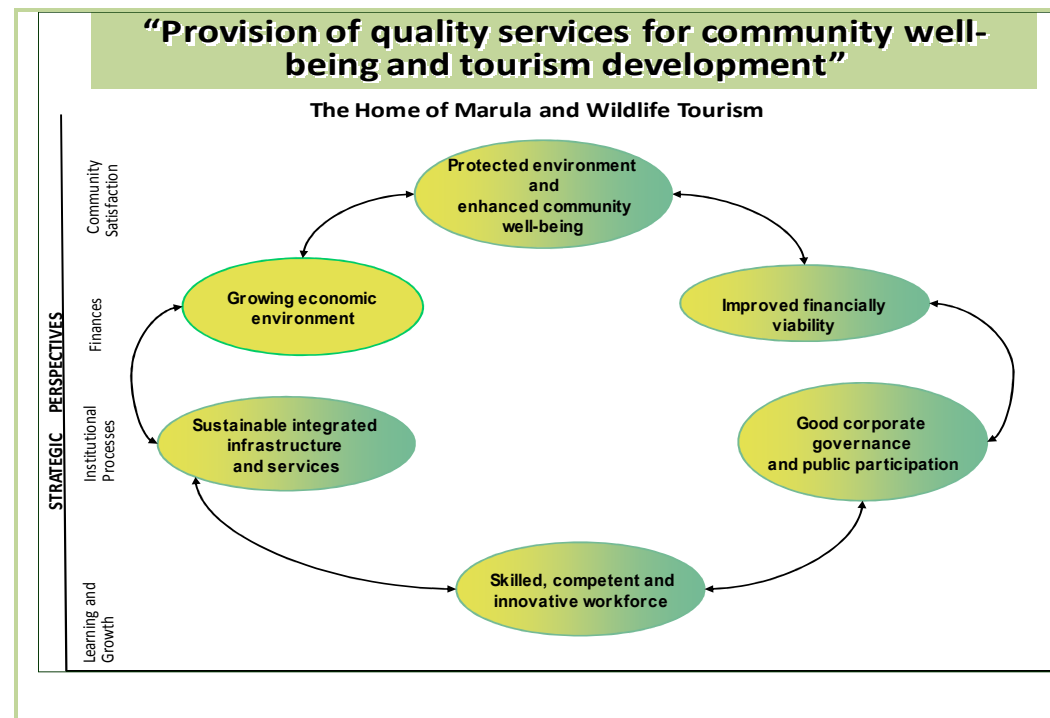 “Provision of quality services for community well-
being and tourism development”
The Home of Marula and Wildlife Tourism
STRATEGIC PERSPECTIVES
Community
Satisfaction
Protected environment
and
enhanced community
well-being
Finances
Growing economic
environment
Improved financially
viability
Institutional
Processes
Sustainable integrated
infrastructure
and services
Good corporate
governance
and public participation
Learning and
Growth
Skilled, competent and
innovative workforce